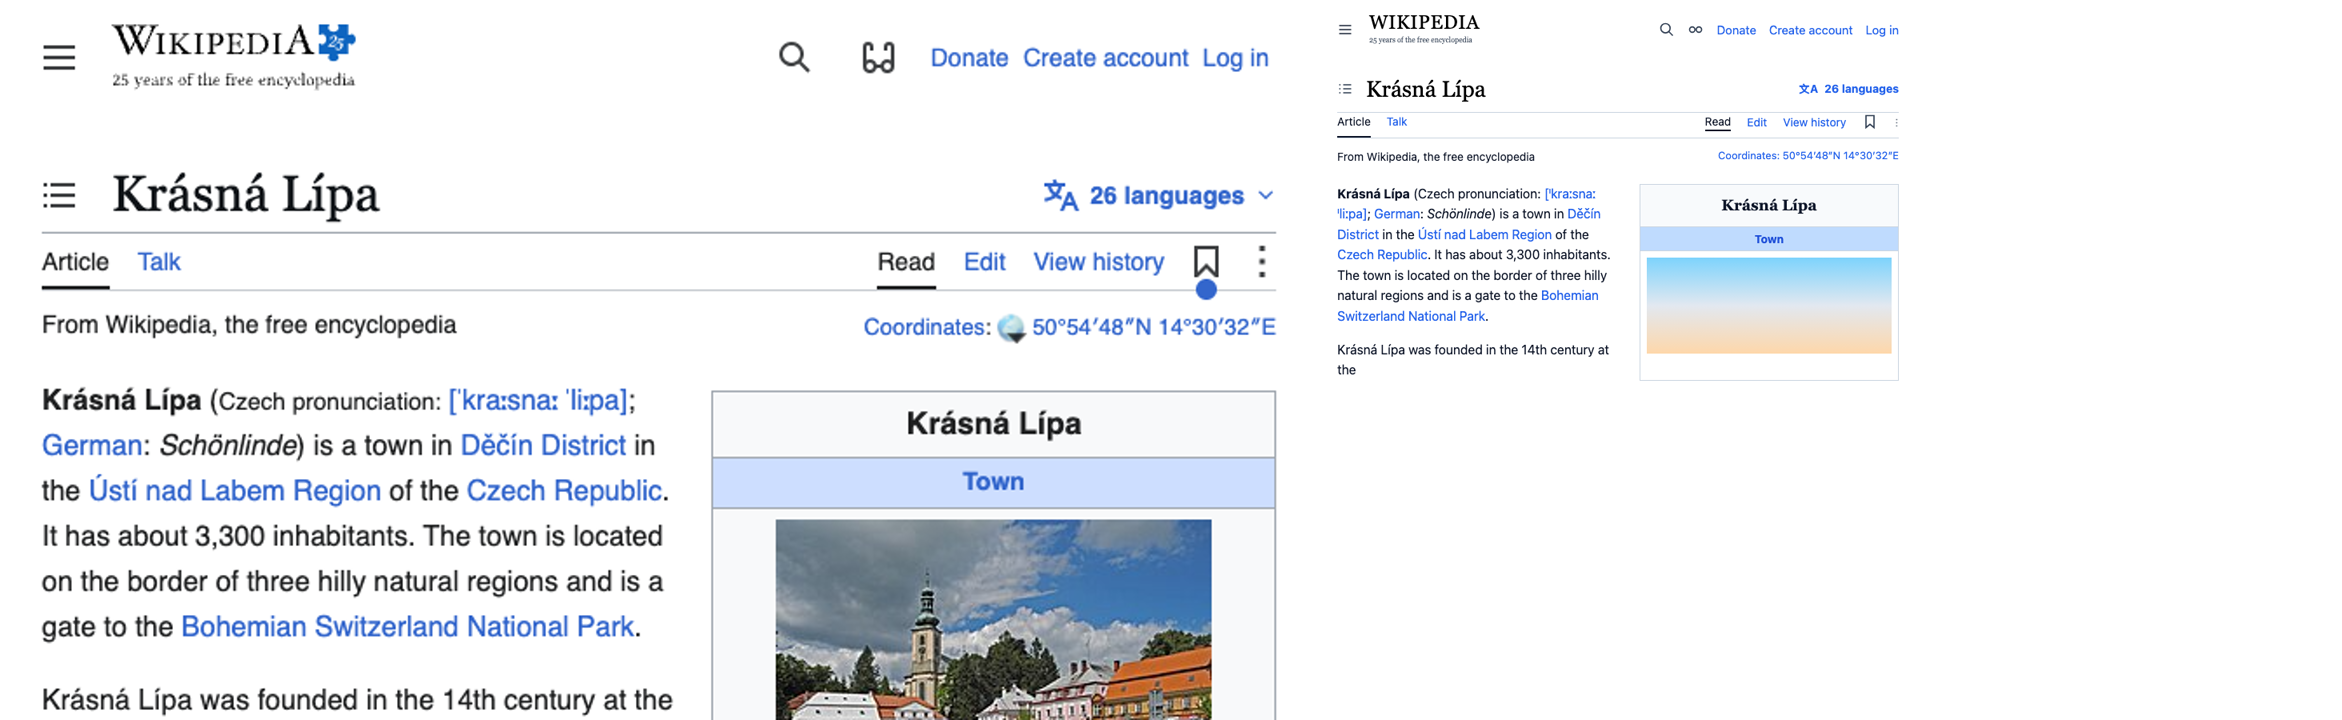 WIKIPEDIA 25
25 years of the free encyclopedia
Donate Create account Log in
Krásná Lípa
文A 26 languages
Article Talk
Read Edit View history
From Wikipedia, the free encyclopedia
Coordinates: 50°54′48″N 14°30′32″E
Krásná Lípa (Czech pronunciation: [ˈkraːsnaː ˈliːpa];
German: Schönlinde) is a town in Děčín District in
the Ústí nad Labem Region of the Czech Republic.
It has about 3,300 inhabitants. The town is located
on the border of three hilly natural regions and is a
gate to the Bohemian Switzerland National Park.
Krásná Lípa was founded in the 14th century at the
Krásná Lípa
Town
WIKIPEDIA
25 years of the free encyclopedia
Donate Create account Log in
Krásná Lípa
文A 26 languages
Article Talk
Read Edit View history
From Wikipedia, the free encyclopedia
Coordinates: 50°54′48″N 14°30′32″E
Krásná Lípa (Czech pronunciation: [ˈkraːsnaː
ˈliːpa]; German: Schönlinde) is a town in Děčín
District in the Ústí nad Labem Region of the
Czech Republic. It has about 3,300 inhabitants.
The town is located on the border of three hilly
natural regions and is a gate to the Bohemian
Switzerland National Park.
Krásná Lípa was founded in the 14th century at
the
Krásná Lípa
Town